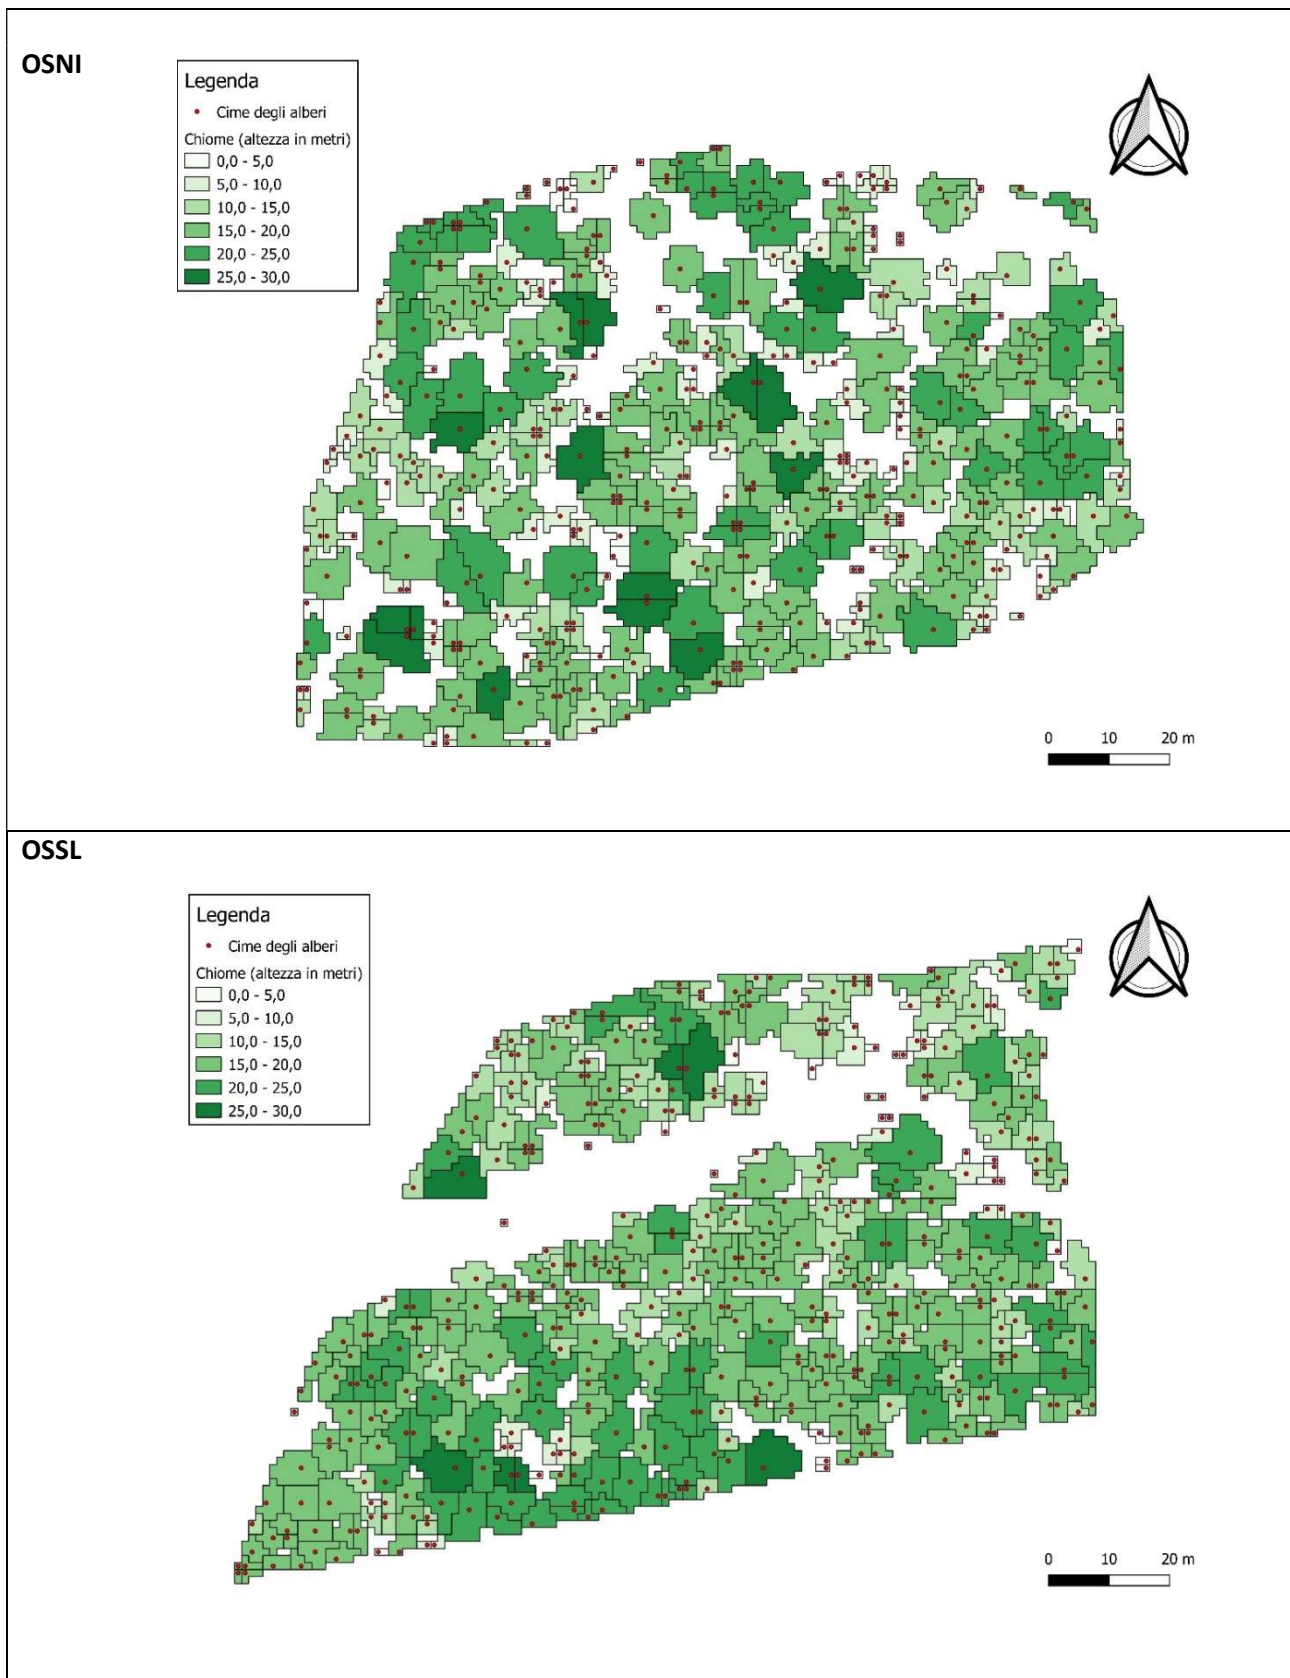 OSNI
Legenda
Cime degli alberi
Chiome (altezza in metri)
0,0 - 5,0
5,0 - 10,0
10,0 - 15,0
15,0 - 20,0
20,0 - 25,0
25,0 - 30,0
0 10 20 m
OSSL
Legenda
Cime degli alberi
Chiome (altezza in metri)
0,0 - 5,0
5,0 - 10,0
10,0 - 15,0
15,0 - 20,0
20,0 - 25,0
25,0 - 30,0
0 10 20 m